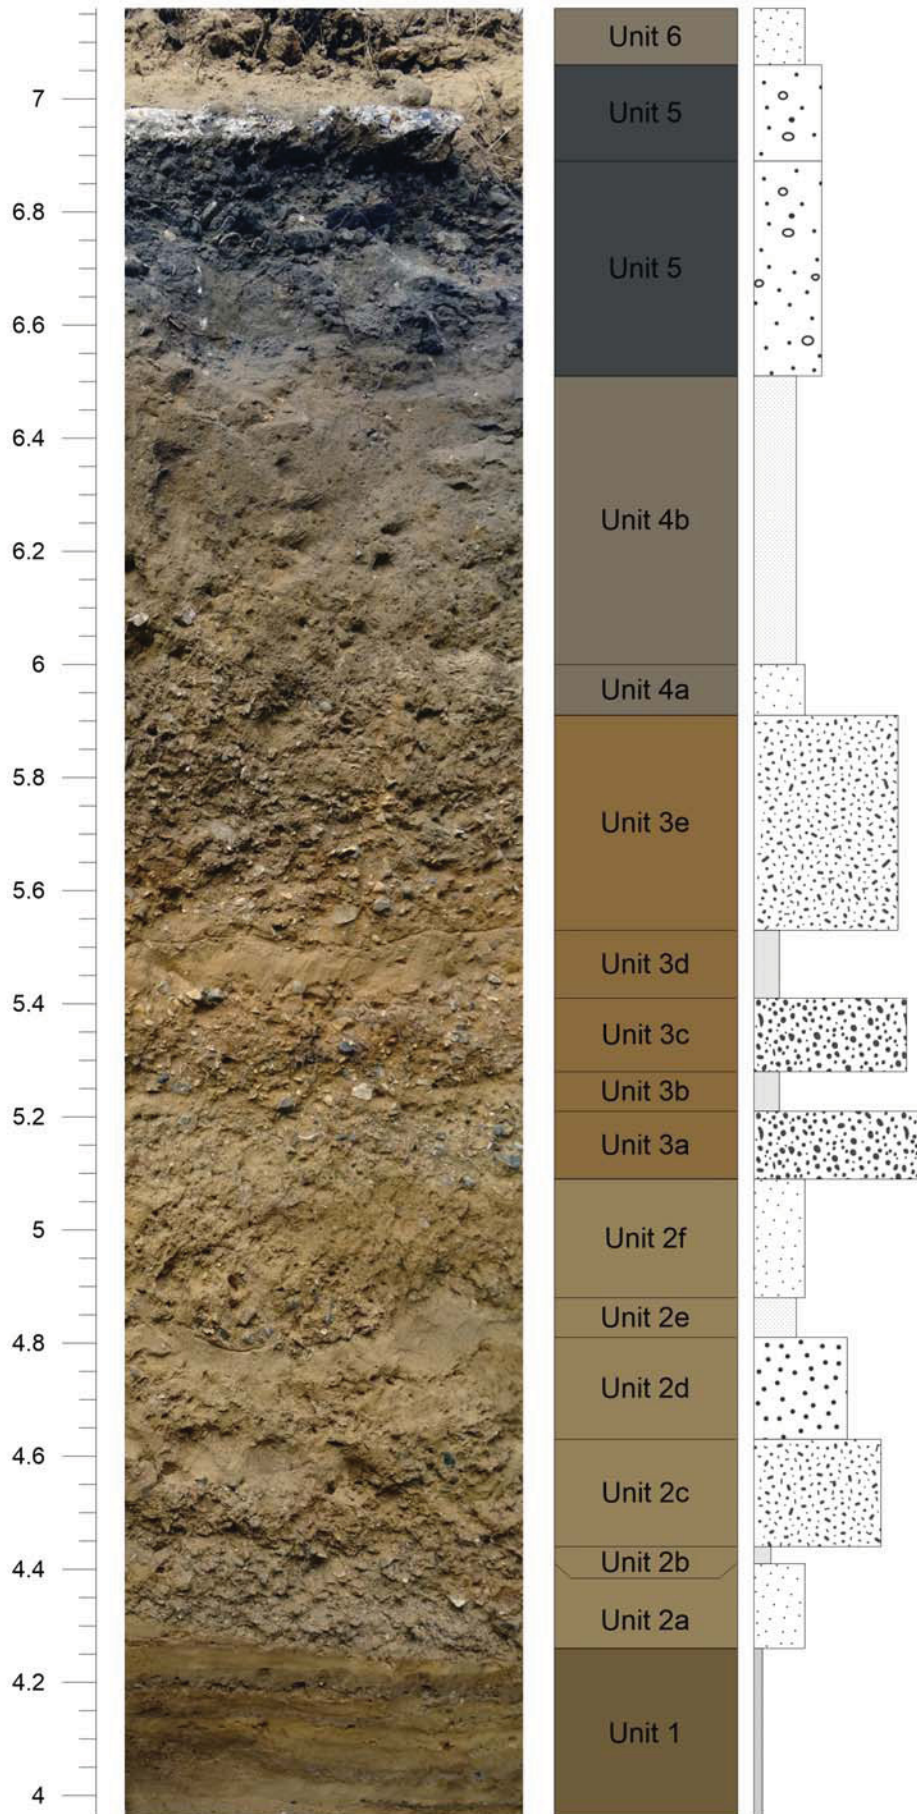 Unit 6
7
Unit 5
6.8
Unit 5
6.6
6.4
Unit 4b
6.2
6
Unit 4a
5.8
Unit 3e
5.6
Unit 3d
5.4
Unit 3c
Unit 3b
5.2
Unit 3a
5
Unit 2f
Unit 2e
4.8
Unit 2d
4.6
Unit 2c
4.4
Unit 2b
Unit 2a
4.2
Unit 1
4